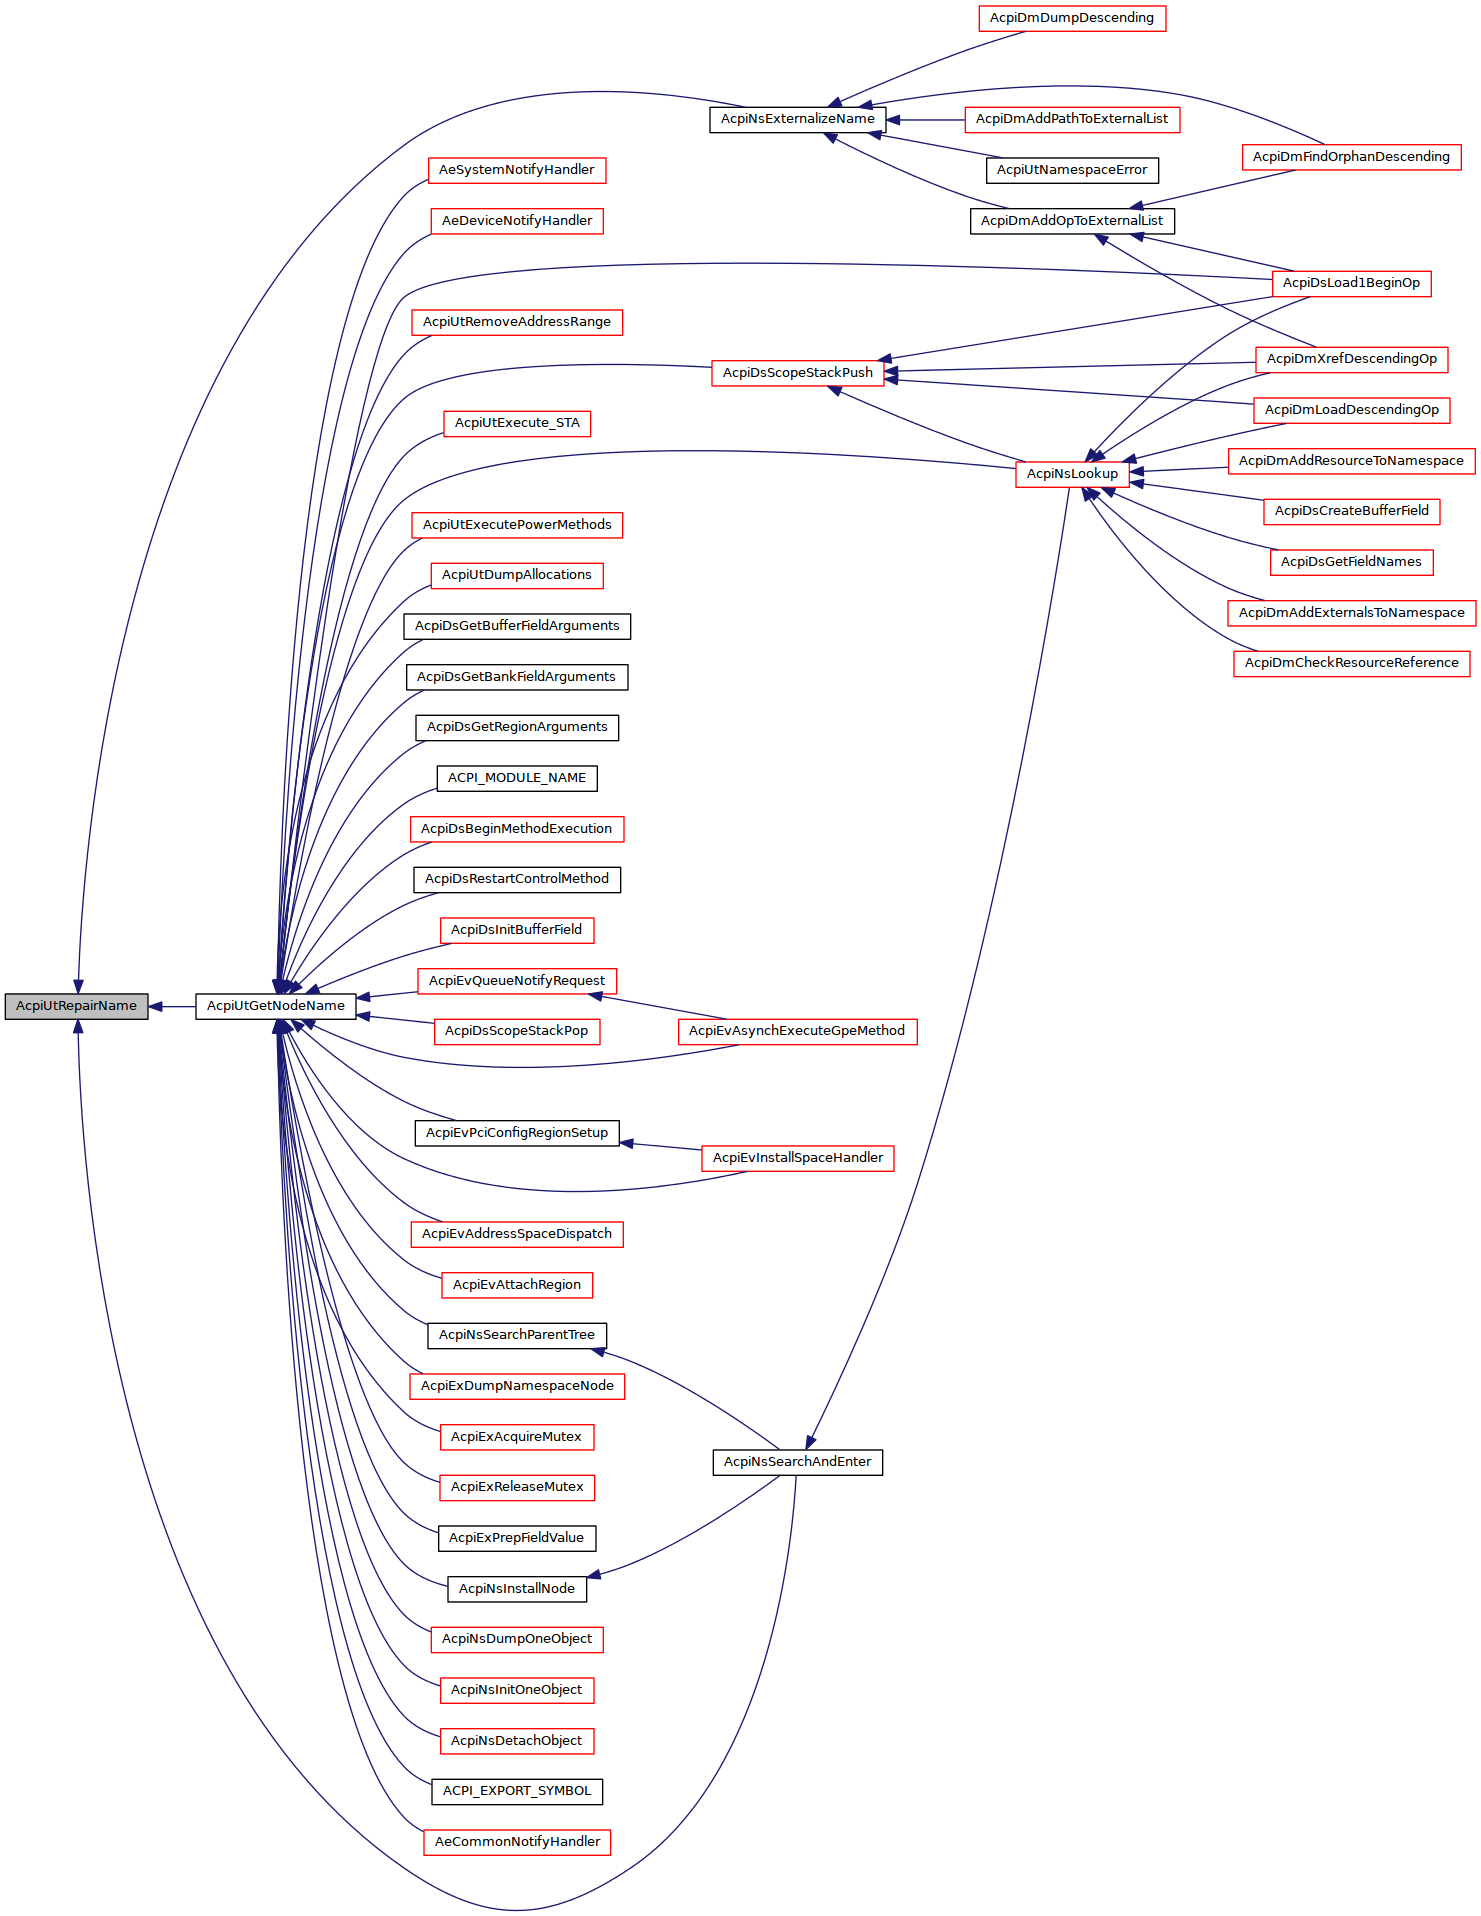 AcpiDmDumpDescending
AcpiNsExternalizeName
AcpiDmAddPathToExternalList
AcpiDmFindOrphanDescending
AeSystemNotifyHandler
AcpiUtNamespaceError
AeDeviceNotifyHandler
AcpiDmAddOpToExternalList
AcpiDsLoad1BeginOp
AcpiUtRemoveAddressRange
AcpiDmXrefDescendingOp
AcpiDsScopeStackPush
AcpiDmLoadDescendingOp
AcpiUtExecute_STA
AcpiDmAddResourceToNamespace
AcpiNsLookup
AcpiDsCreateBufferField
AcpiUtExecutePowerMethods
AcpiDsGetFieldNames
AcpiUtDumpAllocations
AcpiDmAddExternalsToNamespace
AcpiDsGetBufferFieldArguments
AcpiDmCheckResourceReference
AcpiDsGetBankFieldArguments
AcpiDsGetRegionArguments
ACPI_MODULE_NAME
AcpiDsBeginMethodExecution
AcpiDsRestartControlMethod
AcpiDsInitBufferField
AcpiEvQueueNotifyRequest
AcpiUtRepairName
AcpiUtGetNodeName
AcpiDsScopeStackPop
AcpiEvAsynchExecuteGpeMethod
AcpiEvPciConfigRegionSetup
AcpiEvInstallSpaceHandler
AcpiEvAddressSpaceDispatch
AcpiEvAttachRegion
AcpiNsSearchParentTree
AcpiExDumpNamespaceNode
AcpiExAcquireMutex
AcpiNsSearchAndEnter
AcpiExReleaseMutex
AcpiExPrepFieldValue
AcpiNsInstallNode
AcpiNsDumpOneObject
AcpiNsInitOneObject
AcpiNsDetachObject
ACPI_EXPORT_SYMBOL
AeCommonNotifyHandler